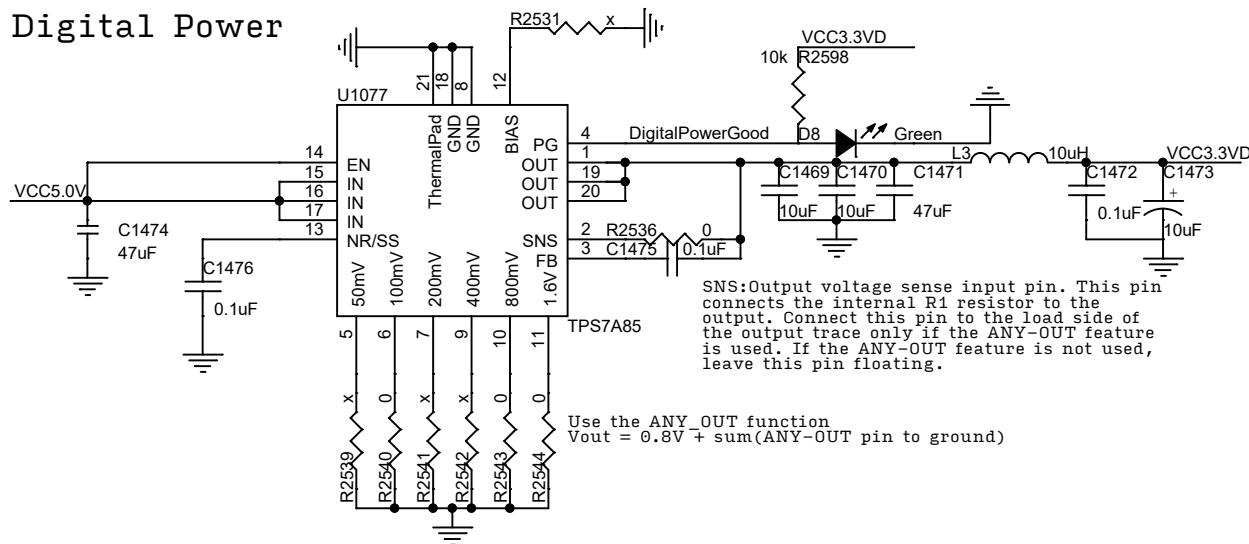 Digital Power
R2531 x
VCC3.3VD
10k R2598
21
18
8
12
U1077
ThermalPad
GND
GND
BIAS
PG 4 DigitalPowerGood D8 Green
14 EN
OUT 1
L3 10uH VCC3.3VD
15 IN
OUT 19
C1469 C1470 C1471
C1472 C1473
VCC5.0V
16 IN
OUT 20
10uF 10uF 47uF
+
0.1uF
10uF
17 IN
C1474
47uF
13 NR/SS
SNS 2 R2536 0
FB 3 C1475 0.1uF
C1476
0.1uF
50mV
100mV
200mV
400mV
800mV
1.6V
TPS7A85
SNS:Output voltage sense input pin. This pin
connects the internal R1 resistor to the
output. Connect this pin to the load side of
the output trace only if the ANY-OUT feature
is used. If the ANY-OUT feature is not used,
leave this pin floating.
5
6
7
9
10
11
x
0
x
x
0
0
Use the ANY_OUT function
Vout = 0.8V + sum(ANY-OUT pin to ground)
R2539
R2540
R2541
R2542
R2543
R2544